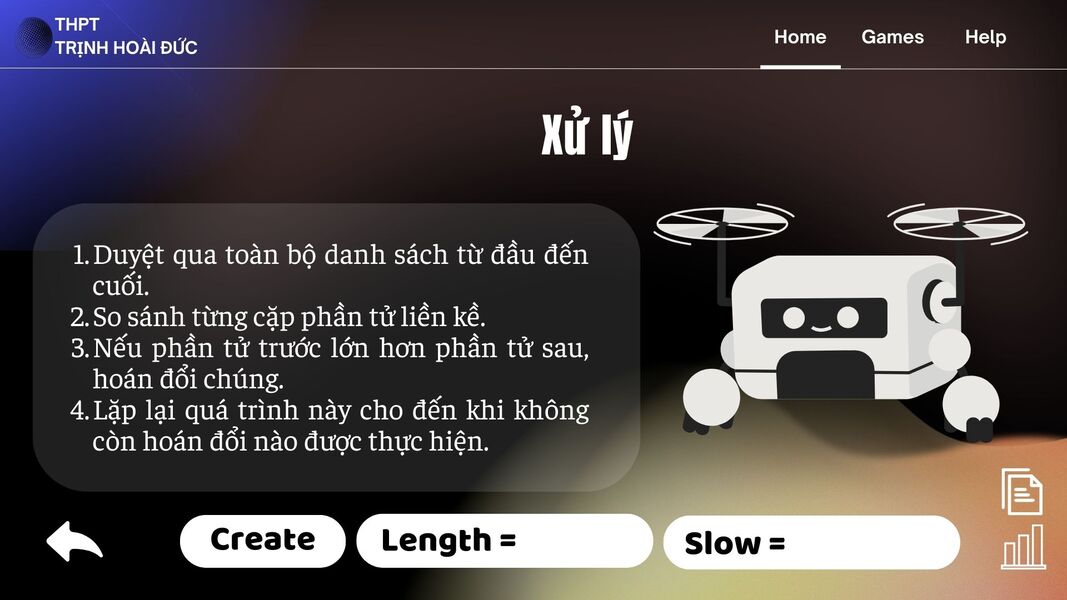 THPT
TRỊNH HOÀI ĐỨC
Home
Games
Help
Xử lý
1. Duyệt qua toàn bộ danh sách từ đầu đến
cuối.
2. So sánh từng cặp phần tử liền kề.
3. Nếu phần tử trước lớn hơn phần tử sau,
hoán đổi chúng.
4. Lặp lại quá trình này cho đến khi không
còn hoán đổi nào được thực hiện.
Create
Length =
Slow =